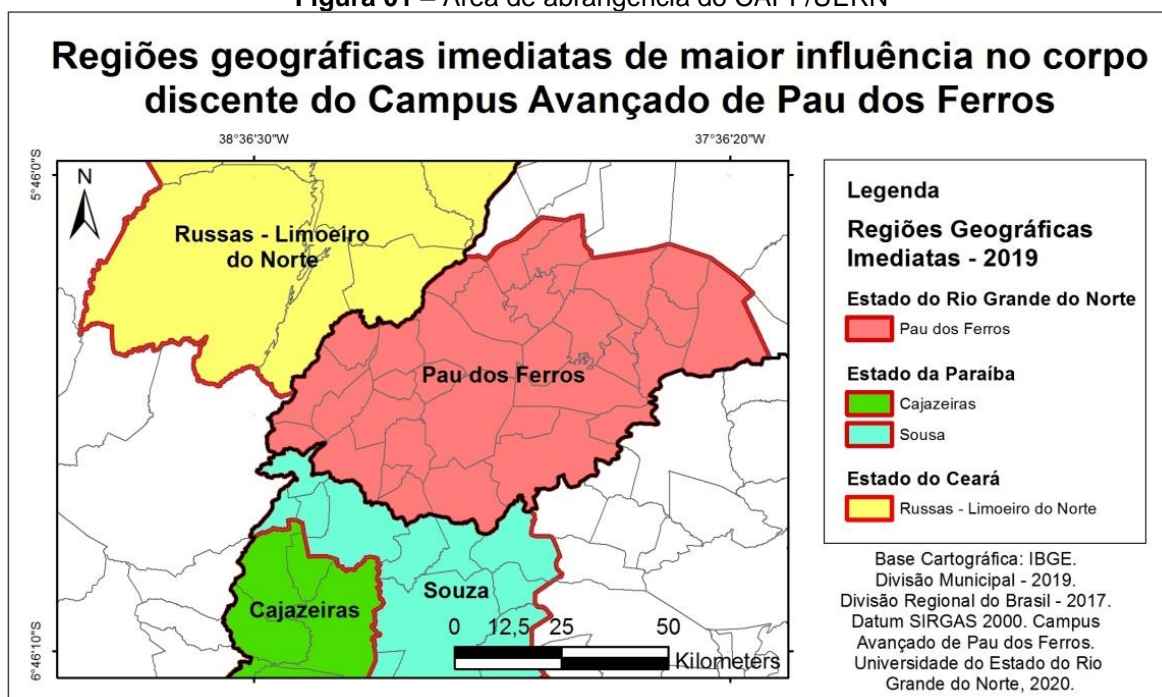 Figura 01 – Área de abrangência do CAPF/UERN
Regiões geográficas imediatas de maior influência no corpo
discente do Campus Avançado de Pau dos Ferros
38°36'30"W
37°36'20"W
5°46'0"S
N
Russas - Limoeiro
do Norte
Pau dos Ferros
Cajazeiras
Souza
0 12,5 25 50
Kilometers
6°46'10"S
Legenda
Regiões Geográficas
Imediatas - 2019
Estado do Rio Grande do Norte
Pau dos Ferros
Estado da Paraíba
Cajazeiras
Sousa
Estado do Ceará
Russas - Limoeiro do Norte
Base Cartográfica: IBGE.
Divisão Municipal - 2019.
Divisão Regional do Brasil - 2017.
Datum SIRGAS 2000. Campus
Avançado de Pau dos Ferros.
Universidade do Estado do Rio
Grande do Norte, 2020.